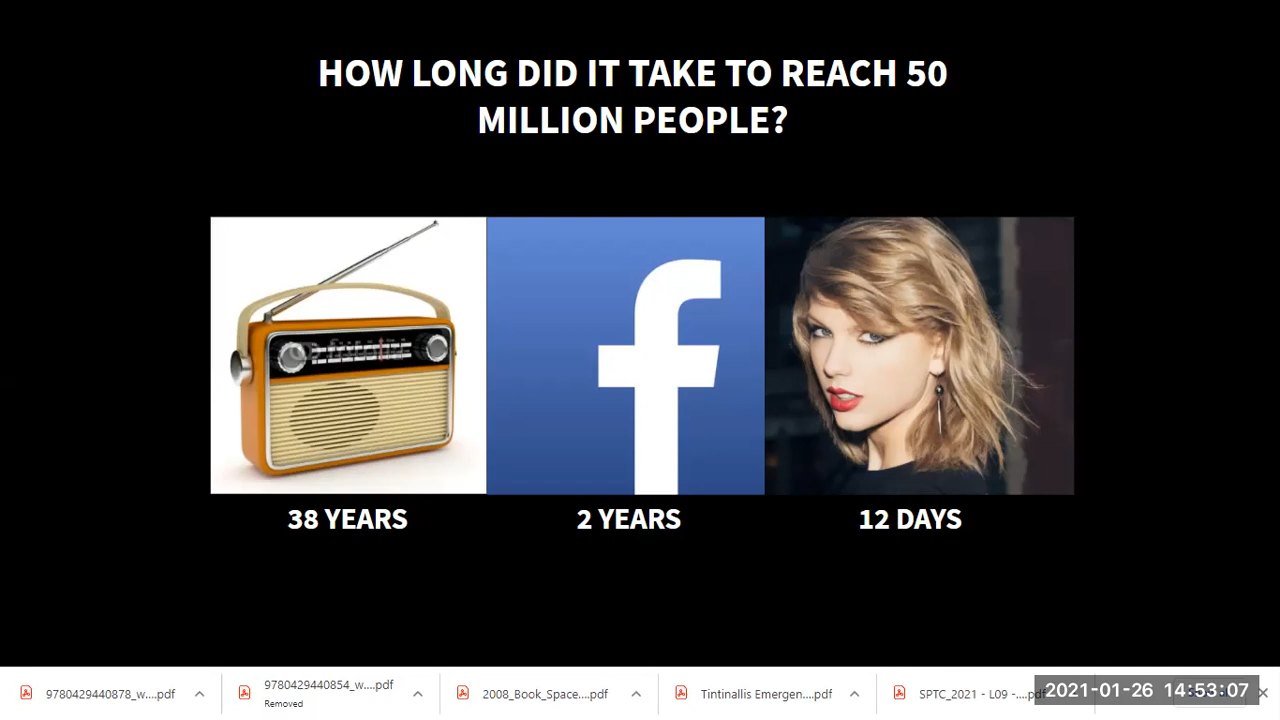 HOW LONG DID IT TAKE TO REACH 50
MILLION PEOPLE?
38 YEARS
2 YEARS
12 DAYS
9780429440878_w....pdf
9780429440854_w....pdf
Removed
2008_Book_Space....pdf
Tintinallis Emergen....pdf
SPTC_2021 - L09 -....pdf
2021-01-26 14:53:07